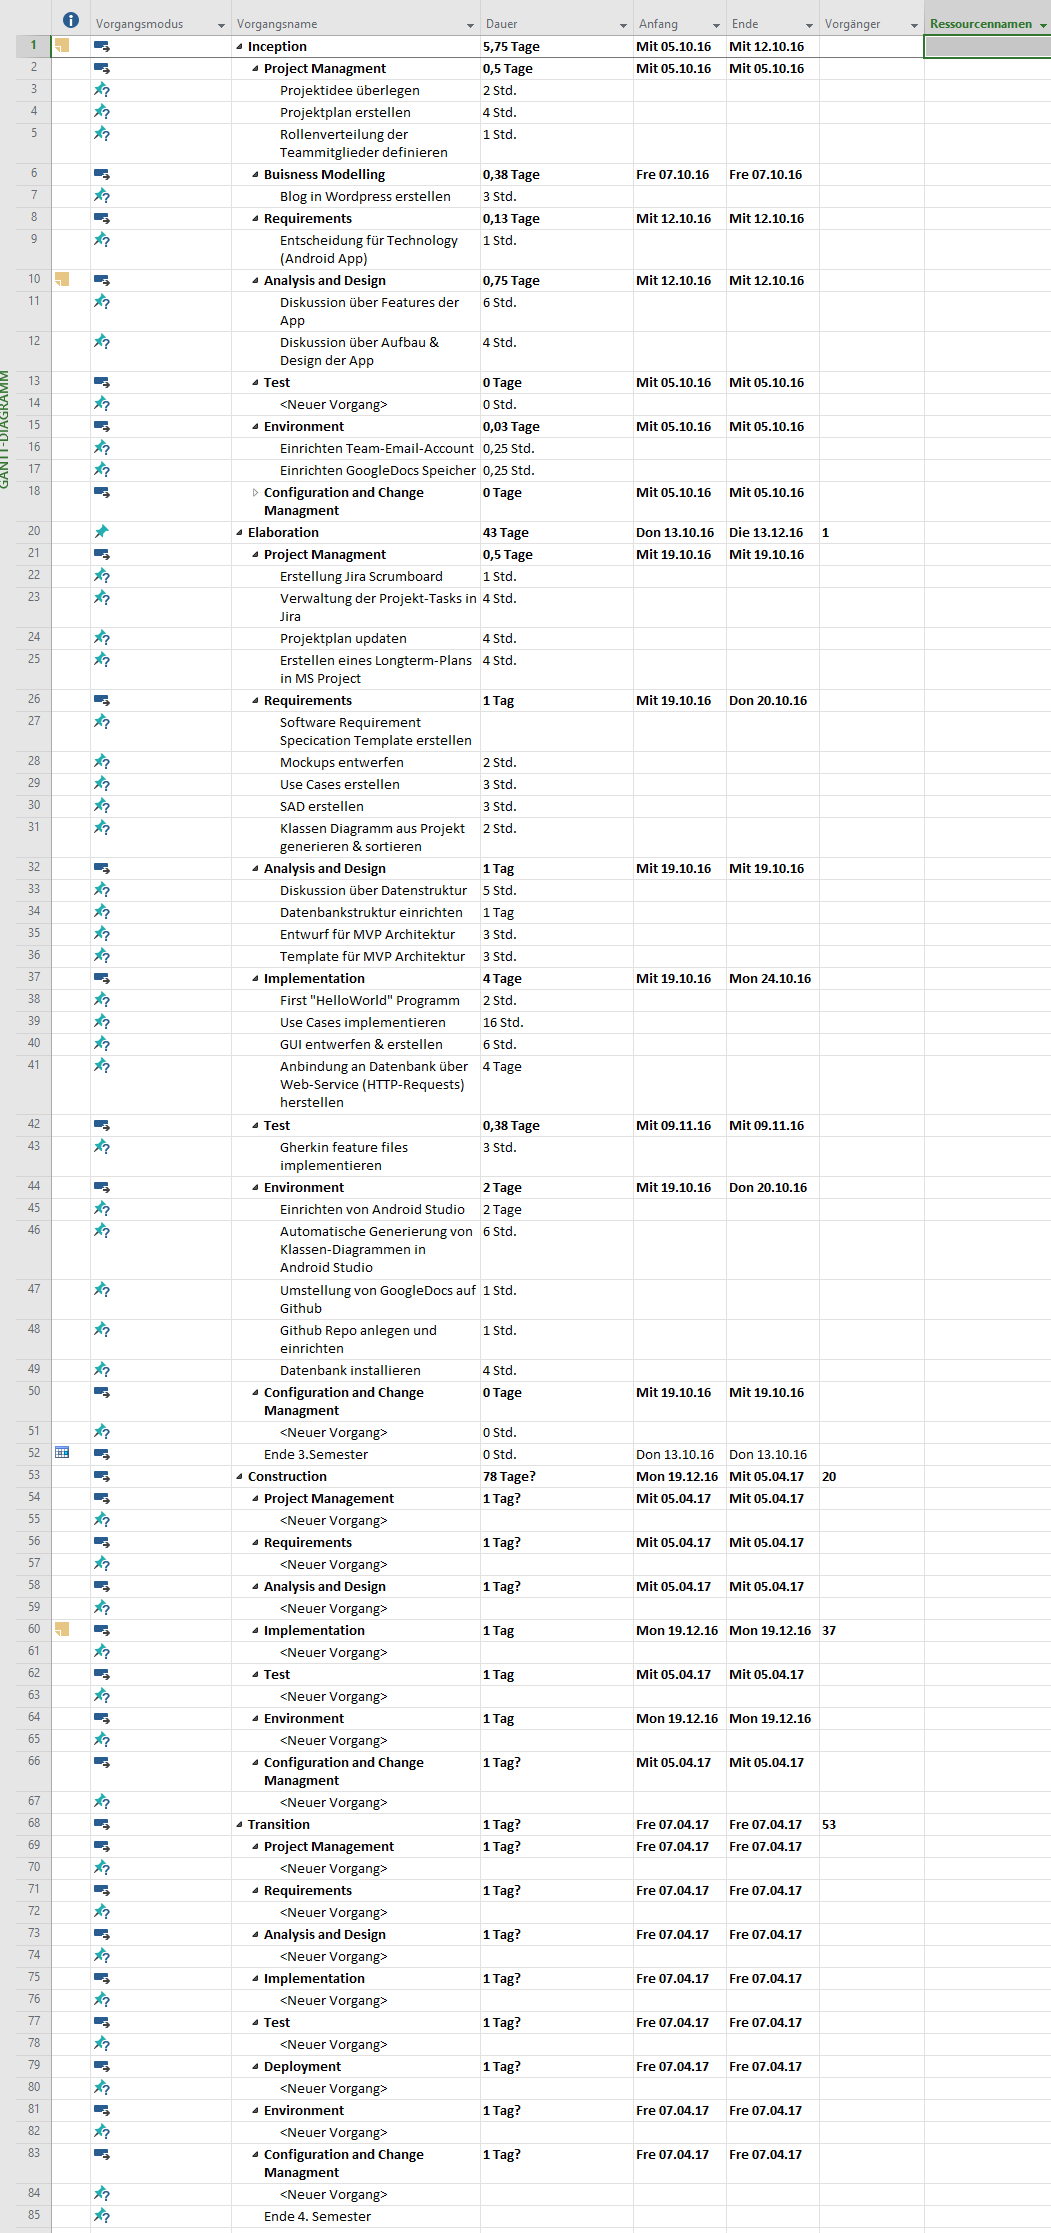 Vorgangsmodus Vorgangsname Dauer Anfang Ende Vorgänger Ressourcennamen
GANTT-DIAGRAMM
1 Inception 5,75 Tage Mit 05.10.16 Mit 12.10.16
2 Project Managment 0,5 Tage Mit 05.10.16 Mit 05.10.16
3 Projektidee überlegen 2 Std.
4 Projektplan erstellen 4 Std.
5 Rollenverteilung der 1 Std.
Teammitglieder definieren
6 Buisness Modelling 0,38 Tage Fre 07.10.16 Fre 07.10.16
7 Blog in Wordpress erstellen 3 Std.
8 Requirements 0,13 Tage Mit 12.10.16 Mit 12.10.16
9 Entscheidung für Technology 1 Std.
(Android App)
10 Analysis and Design 0,75 Tage Mit 12.10.16 Mit 12.10.16
11 Diskussion über Features der 6 Std.
App
12 Diskussion über Aufbau & 4 Std.
Design der App
13 Test 0 Tage Mit 05.10.16 Mit 05.10.16
14 <Neuer Vorgang> 0 Std.
15 Environment 0,03 Tage Mit 05.10.16 Mit 05.10.16
16 Einrichten Team-Email-Account 0,25 Std.
17 Einrichten GoogleDocs Speicher 0,25 Std.
18 Configuration and Change 0 Tage Mit 05.10.16 Mit 05.10.16
Managment
20 Elaboration 43 Tage Don 13.10.16 Die 13.12.16 1
21 Project Managment 0,5 Tage Mit 19.10.16 Mit 19.10.16
22 Erstellung Jira Scrumboard 1 Std.
23 Verwaltung der Projekt-Tasks in 4 Std.
Jira
24 Projektplan updaten 4 Std.
25 Erstellen eines Longterm-Plans 4 Std.
in MS Project
26 Requirements 1 Tag Mit 19.10.16 Don 20.10.16
27 Software Requirement
Specication Template erstellen
28 Mockups entwerfen 2 Std.
29 Use Cases erstellen 3 Std.
30 SAD erstellen 3 Std.
31 Klassen Diagramm aus Projekt 2 Std.
generieren & sortieren
32 Analysis and Design 1 Tag Mit 19.10.16 Mit 19.10.16
33 Diskussion über Datenstruktur 5 Std.
34 Datenbankstruktur einrichten 1 Tag
35 Entwurf für MVP Architektur 3 Std.
36 Template für MVP Architektur 3 Std.
37 Implementation 4 Tage Mit 19.10.16 Mon 24.10.16
38 First "HelloWorld" Programm 2 Std.
39 Use Cases implementieren 16 Std.
40 GUI entwerfen & erstellen 6 Std.
41 Anbindung an Datenbank über 4 Tage
Web-Service (HTTP-Requests)
herstellen
42 Test 0,38 Tage Mit 09.11.16 Mit 09.11.16
43 Gherkin feature files 3 Std.
implementieren
44 Environment 2 Tage Mit 19.10.16 Don 20.10.16
45 Einrichten von Android Studio 2 Tage
46 Automatische Generierung von 6 Std.
Klassen-Diagrammen in
Android Studio
47 Umstellung von GoogleDocs auf 1 Std.
Github
48 Github Repo anlegen und 1 Std.
einrichten
49 Datenbank installieren 4 Std.
50 Configuration and Change 0 Tage Mit 19.10.16 Mit 19.10.16
Managment
51 <Neuer Vorgang> 0 Std.
52 Ende 3.Semester 0 Std. Don 13.10.16 Don 13.10.16
53 Construction 78 Tage? Mon 19.12.16 Mit 05.04.17 20
54 Project Management 1 Tag? Mit 05.04.17 Mit 05.04.17
55 <Neuer Vorgang>
56 Requirements 1 Tag? Mit 05.04.17 Mit 05.04.17
57 <Neuer Vorgang>
58 Analysis and Design 1 Tag? Mit 05.04.17 Mit 05.04.17
59 <Neuer Vorgang>
60 Implementation 1 Tag Mon 19.12.16 Mon 19.12.16 37
61 <Neuer Vorgang>
62 Test 1 Tag Mit 05.04.17 Mit 05.04.17
63 <Neuer Vorgang>
64 Environment 1 Tag Mon 19.12.16 Mon 19.12.16
65 <Neuer Vorgang>
66 Configuration and Change 1 Tag? Mit 05.04.17 Mit 05.04.17
Managment
67 <Neuer Vorgang>
68 Transition 1 Tag? Fre 07.04.17 Fre 07.04.17 53
69 Project Management 1 Tag? Fre 07.04.17 Fre 07.04.17
70 <Neuer Vorgang>
71 Requirements 1 Tag? Fre 07.04.17 Fre 07.04.17
72 <Neuer Vorgang>
73 Analysis and Design 1 Tag? Fre 07.04.17 Fre 07.04.17
74 <Neuer Vorgang>
75 Implementation 1 Tag? Fre 07.04.17 Fre 07.04.17
76 <Neuer Vorgang>
77 Test 1 Tag? Fre 07.04.17 Fre 07.04.17
78 <Neuer Vorgang>
79 Deployment 1 Tag? Fre 07.04.17 Fre 07.04.17
80 <Neuer Vorgang>
81 Environment 1 Tag? Fre 07.04.17 Fre 07.04.17
82 <Neuer Vorgang>
83 Configuration and Change 1 Tag? Fre 07.04.17 Fre 07.04.17
Managment
84 <Neuer Vorgang>
85 Ende 4. Semester